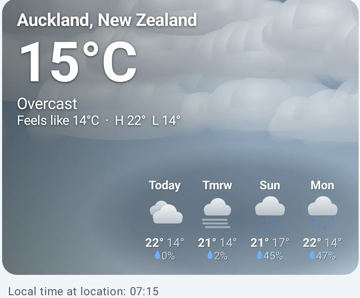 Auckland, New Zealand
15°C
Overcast
Feels like 14°C · H 22° L 14°
Today Tmrw Sun Mon
22° 14° 21° 14° 21° 17° 22° 14°
0% 2% 45% 47%
Local time at location: 07:15